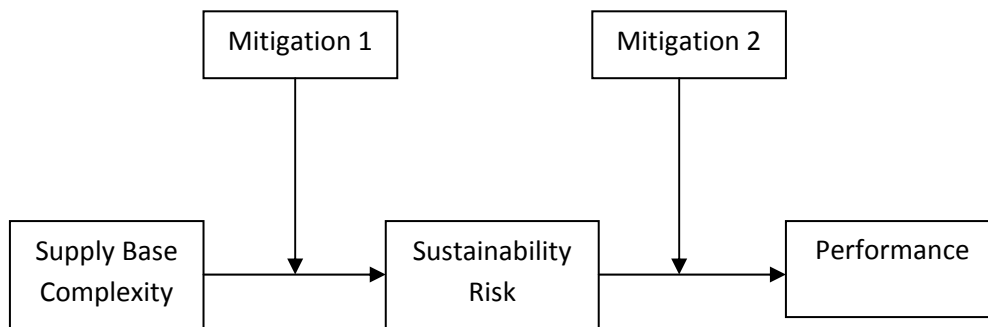 Mitigation 1
Mitigation 2
Supply Base
Complexity
Sustainability
Risk
Performance